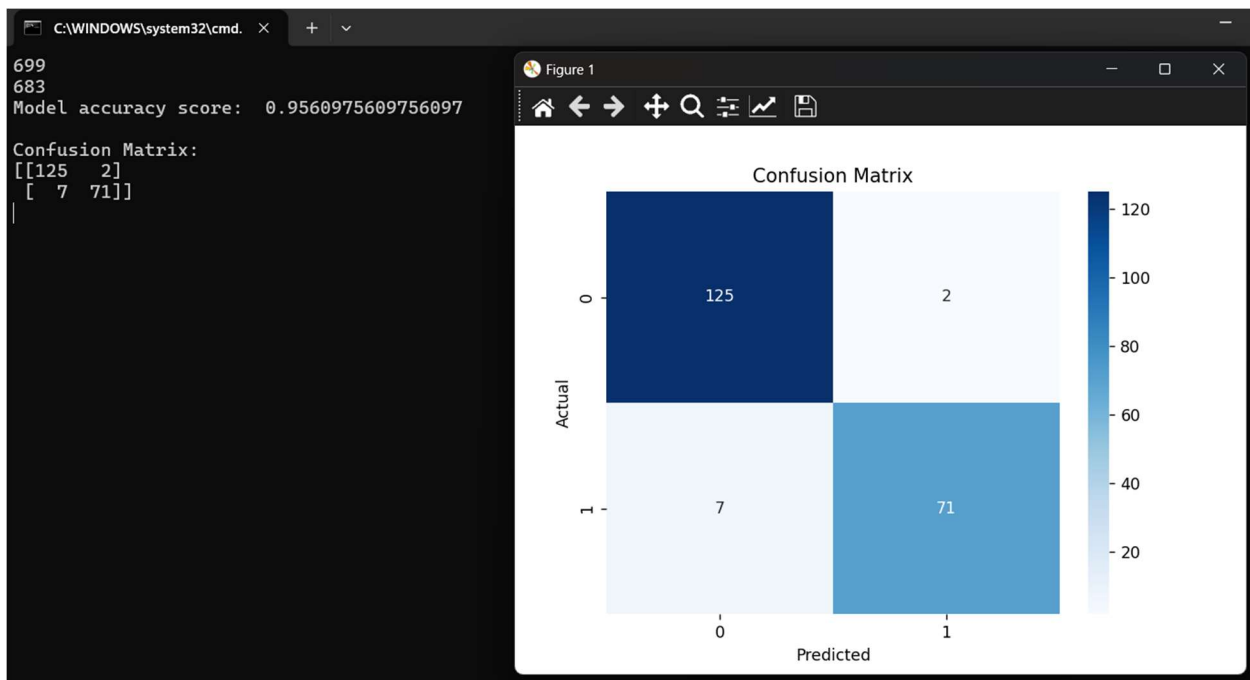 C:\WINDOWS\system32\cmd.
699
683
Model accuracy score:  0.9560975609756097
Confusion Matrix:
[[125   2]
 [  7  71]]
Figure 1
Confusion Matrix
120
100
80
60
40
20
0
125
2
Actual
1
7
71
0
1
Predicted